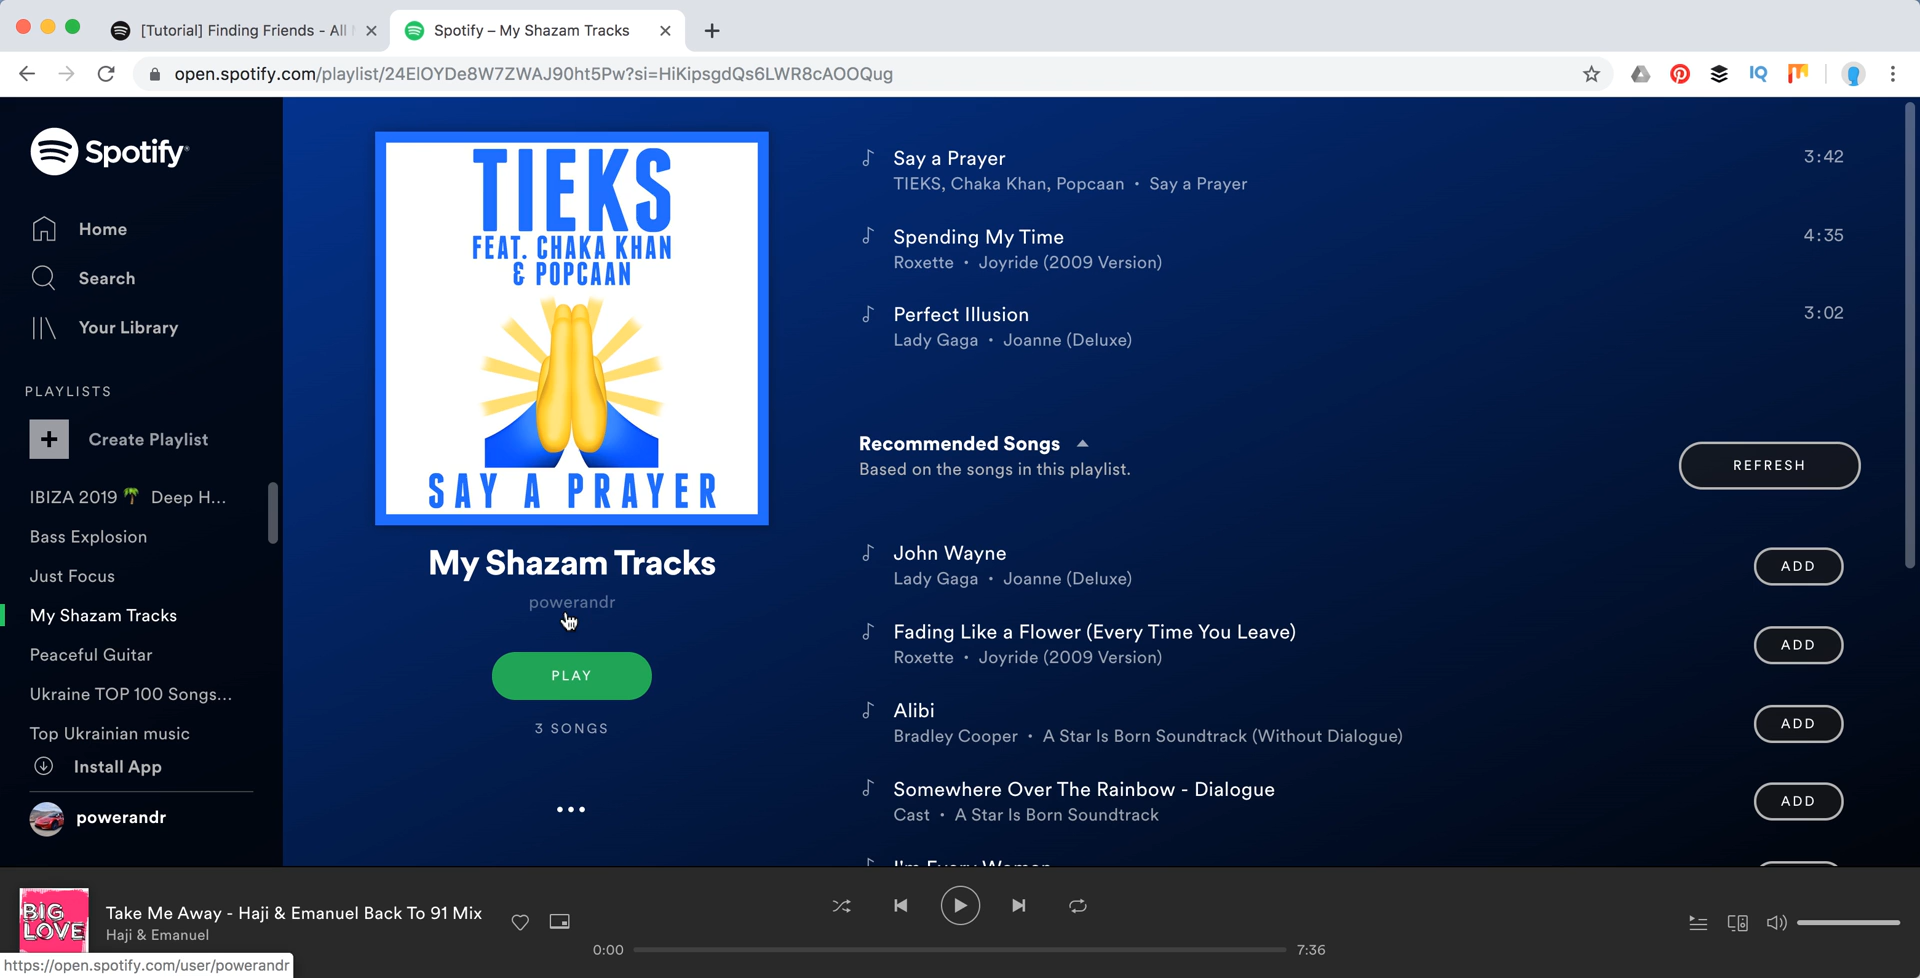 [Tutorial] Finding Friends - All
Spotify – My Shazam Tracks
open.spotify.com/playlist/24ElOYDe8W7ZWAJ90ht5Pw?si=HiKipsgdQs6LWR8cAOOQug
IQ
Spotify
Home
Search
Your Library
PLAYLISTS
Create Playlist
IBIZA 2019 🌴 Deep H...
Bass Explosion
Just Focus
My Shazam Tracks
Peaceful Guitar
Ukraine TOP 100 Songs...
Top Ukrainian music
Install App
powerandr
TIEKS
FEAT. CHAKA KHAN
& POPCAAN
SAY A PRAYER
My Shazam Tracks
powerandr
PLAY
3 SONGS
Say a Prayer 3:42
TIEKS, Chaka Khan, Popcaan • Say a Prayer
Spending My Time 4:35
Roxette • Joyride (2009 Version)
Perfect Illusion 3:02
Lady Gaga • Joanne (Deluxe)
Recommended Songs
Based on the songs in this playlist.
REFRESH
John Wayne
Lady Gaga • Joanne (Deluxe)
ADD
Fading Like a Flower (Every Time You Leave)
Roxette • Joyride (2009 Version)
ADD
Alibi
Bradley Cooper • A Star Is Born Soundtrack (Without Dialogue)
ADD
Somewhere Over The Rainbow - Dialogue
Cast • A Star Is Born Soundtrack
ADD
I'm Every Woman
BIG
LOVE
Take Me Away - Haji & Emanuel Back To 91 Mix
Haji & Emanuel
0:00
7:36
https://open.spotify.com/user/powerandr